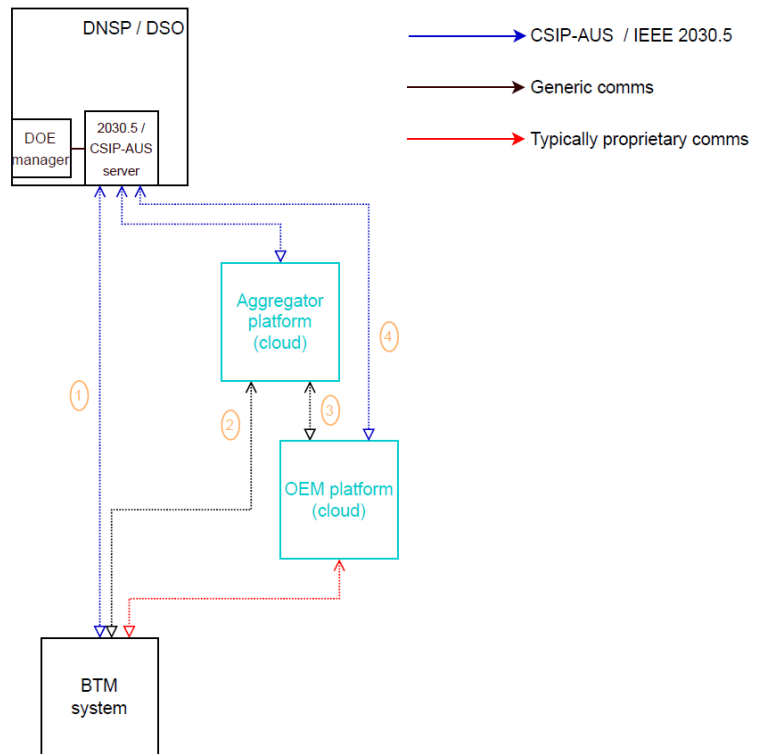 DNSP / DSO
DOE
manager
2030.5 /
CSIP-AUS
server
CSIP-AUS / IEEE 2030.5
Generic comms
Typically proprietary comms
Aggregator
platform
(cloud)
1
2
3
4
OEM platform
(cloud)
BTM
system